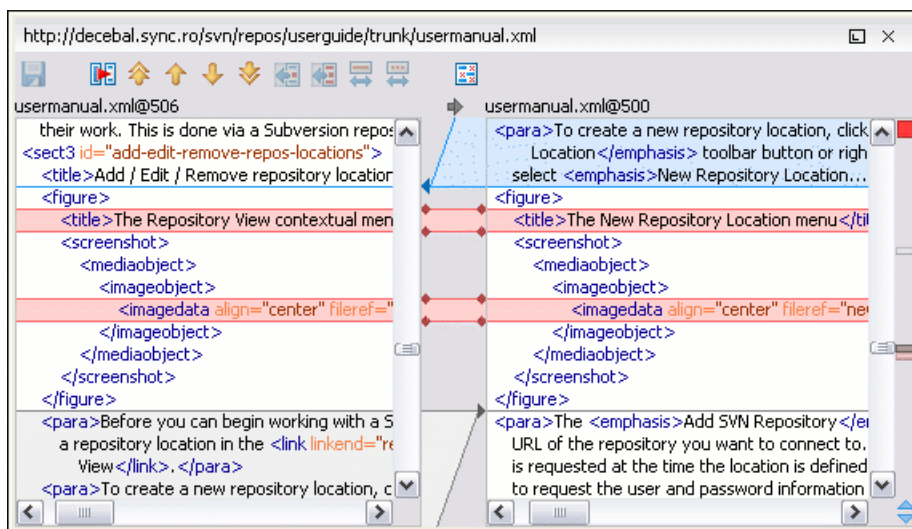 http://decebal.sync.ro/svn/repos/userguide/trunk/usermanual.xml
usermanual.xml@506
their work. This is done via a Subversion repos
<sect3 id="add-edit-remove-repos-locations">
<title>Add / Edit / Remove repository location
<figure>
<title>The Repository View contextual men
<screenshot>
<mediaobject>
<imageobject>
<imagedata align="center" fileref="
</imageobject>
</mediaobject>
</screenshot>
</figure>
<para>Before you can begin working with a S
a repository location in the <link linkend="re
View</link>.</para>
<para>To create a new repository location, c
usermanual.xml@500
<para>To create a new repository location, click
Location</emphasis> toolbar button or righ
select <emphasis>New Repository Location...
<figure>
<title>The New Repository Location menu</tit
<screenshot>
<mediaobject>
<imageobject>
<imagedata align="center" fileref="ne
</imageobject>
</mediaobject>
</screenshot>
</figure>
<para>The <emphasis>Add SVN Repository</e
URL of the repository you want to connect to.
is requested at the time the location is defined
to request the user and password information